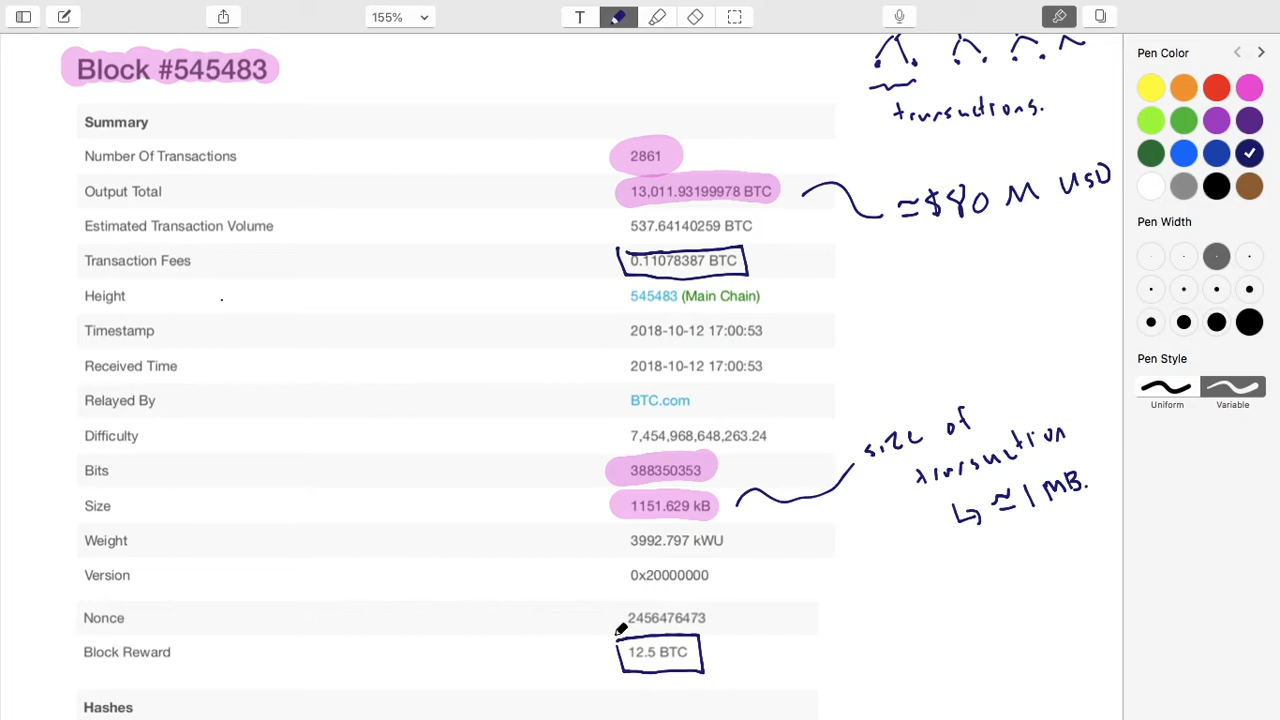 155%
T
Block #545483
transactions.
Summary
Number Of Transactions 2861
Output Total 13,011.93199978 BTC
≃$80 M USD
Estimated Transaction Volume 537.64140259 BTC
Transaction Fees 0.11078387 BTC
Height 545483 (Main Chain)
Timestamp 2018-10-12 17:00:53
Received Time 2018-10-12 17:00:53
Relayed By BTC.com
Difficulty 7,454,968,648,263.24
Bits 388350353
Size 1151.629 kB
size of
transaction
↳ ≃ 1 MB.
Weight 3992.797 kWU
Version 0x20000000
Nonce 2456476473
Block Reward 12.5 BTC
Hashes
Pen Color
Pen Width
Pen Style
Uniform Variable